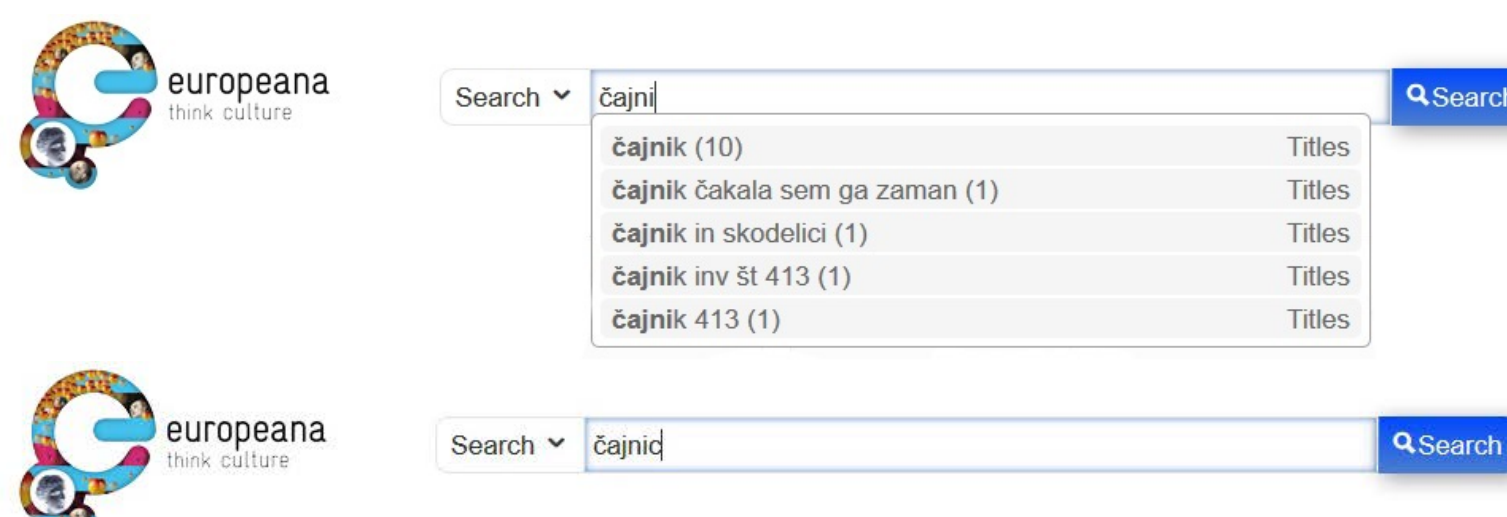 europeana
think culture
Search čajni Search
čajnik (10) Titles
čajnik čakala sem ga zaman (1) Titles
čajnik in skodelici (1) Titles
čajnik inv št 413 (1) Titles
čajnik 413 (1) Titles
europeana
think culture
Search čajnic Search